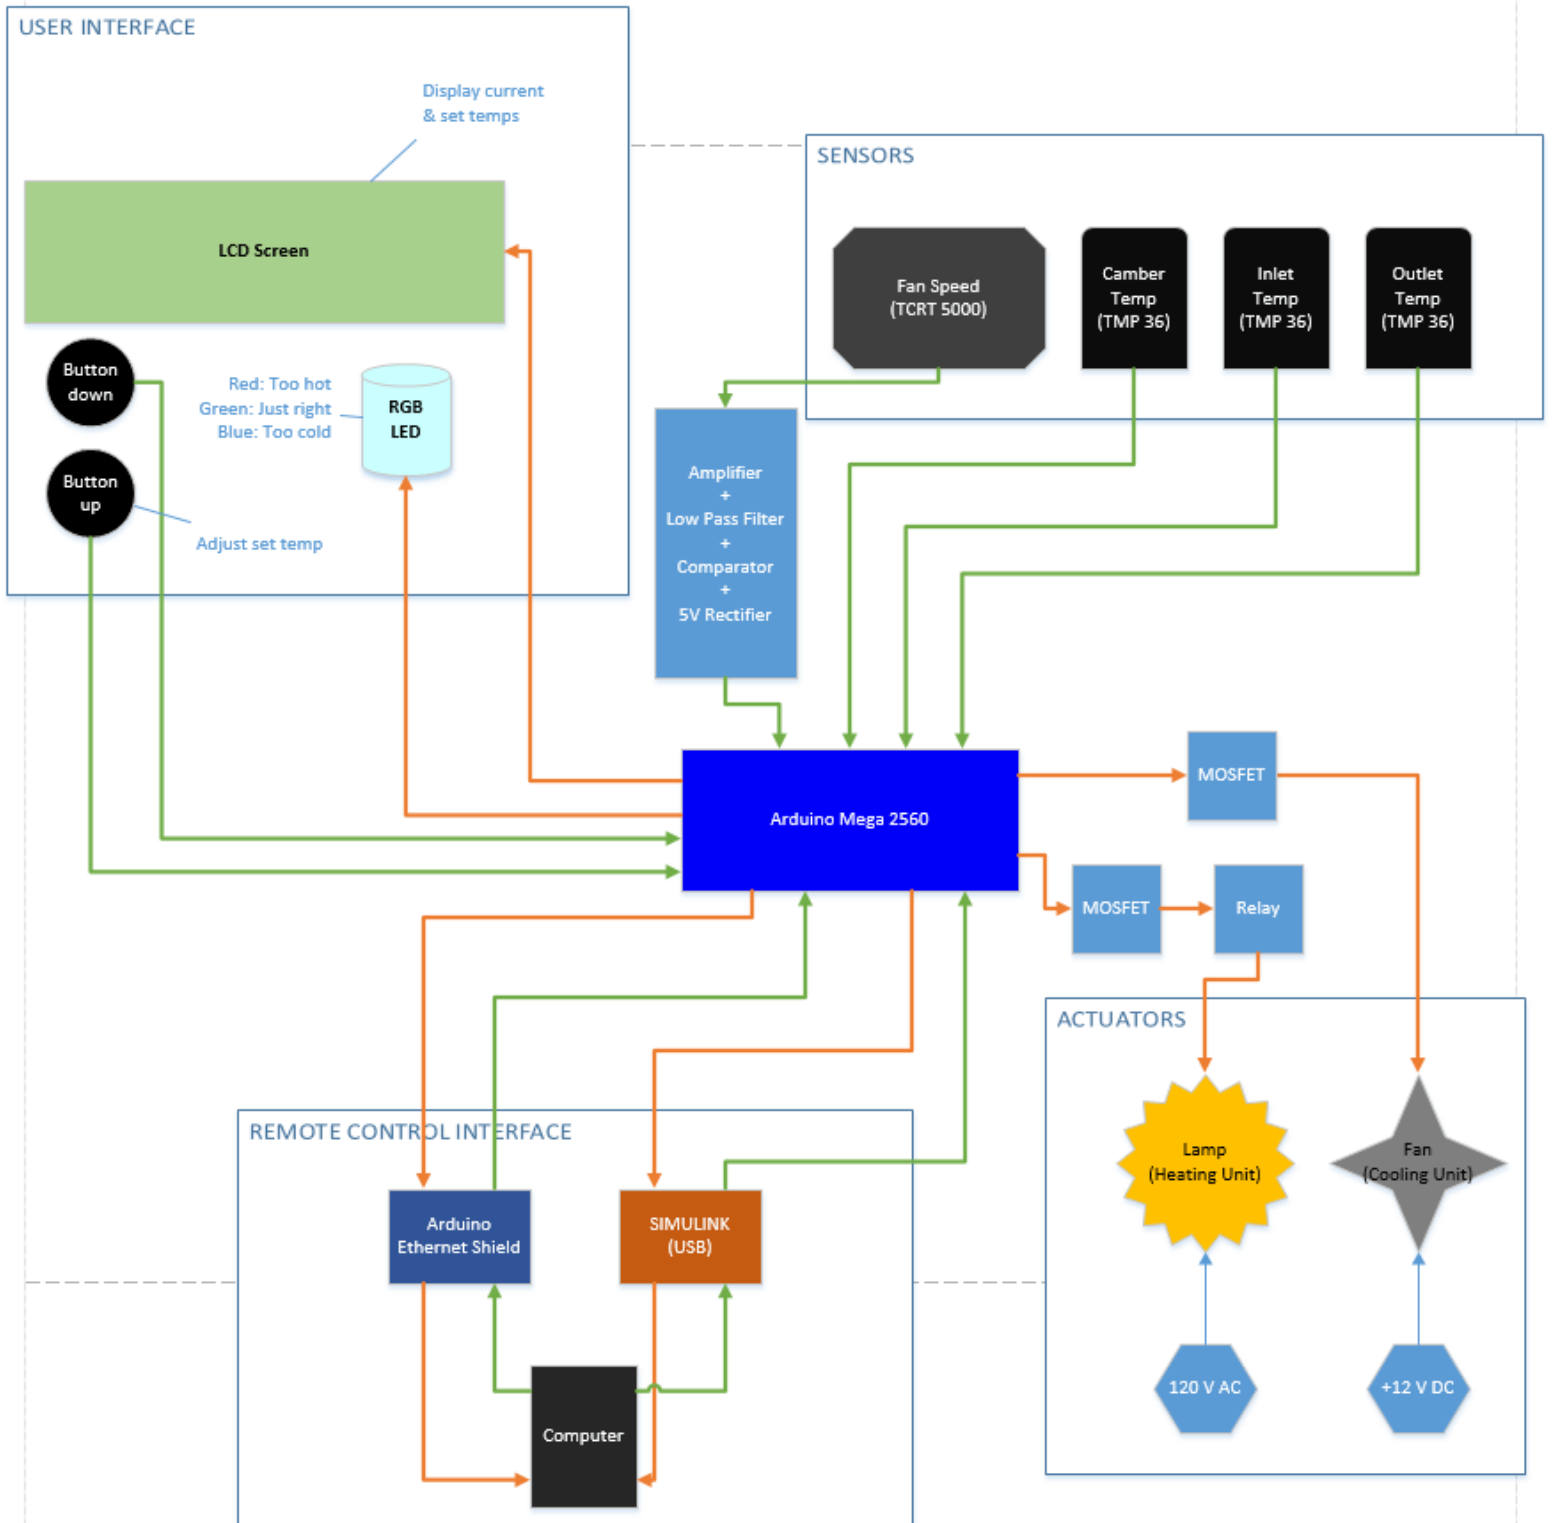 USER INTERFACE
Display current
& set temps
LCD Screen
Button
down
Red: Too hot
Green: Just right
Blue: Too cold
RGB
LED
Button
up
Adjust set temp
SENSORS
Fan Speed
(TCRT 5000)
Camber
Temp
(TMP 36)
Inlet
Temp
(TMP 36)
Outlet
Temp
(TMP 36)
Amplifier
+
Low Pass Filter
+
Comparator
+
5V Rectifier
Arduino Mega 2560
MOSFET
MOSFET
Relay
REMOTE CONTROL INTERFACE
Arduino
Ethernet Shield
SIMULINK
(USB)
Computer
ACTUATORS
Lamp
(Heating Unit)
Fan
(Cooling Unit)
120 V AC
+12 V DC